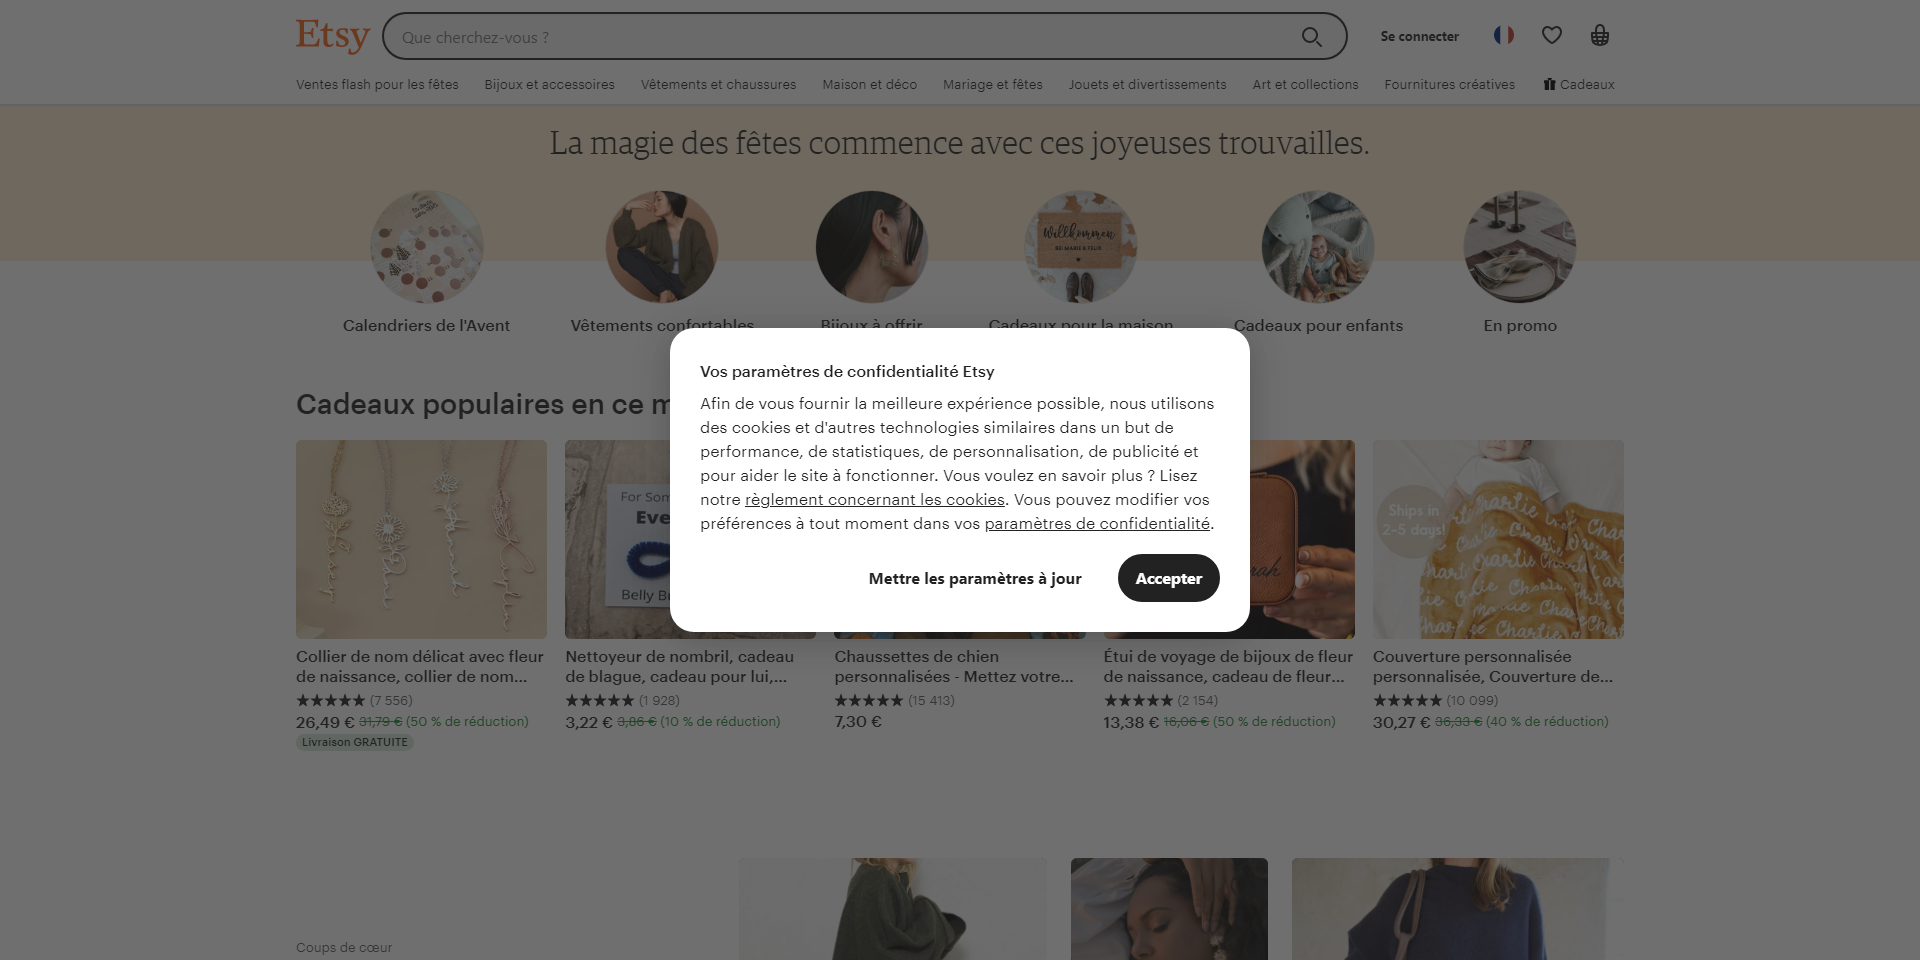 Etsy
Que cherchez-vous ?
Se connecter
Ventes flash pour les fêtes
Bijoux et accessoires
Vêtements et chaussures
Maison et déco
Mariage et fêtes
Jouets et divertissements
Art et collections
Fournitures créatives
Cadeaux
La magie des fêtes commence avec ces joyeuses trouvailles.
Willkommen
Calendriers de l'Avent
Vêtements confortables
Bijoux à offrir
Cadeaux pour la maison
Cadeaux pour enfants
En promo
Vos paramètres de confidentialité Etsy
Afin de vous fournir la meilleure expérience possible, nous utilisons
des cookies et d'autres technologies similaires dans un but de
performance, de statistiques, de personnalisation, de publicité et
pour aider le site à fonctionner. Vous voulez en savoir plus ? Lisez
notre règlement concernant les cookies. Vous pouvez modifier vos
préférences à tout moment dans vos paramètres de confidentialité.
Mettre les paramètres à jour
Accepter
Cadeaux populaires en ce m
For Som
Eve
Belly Bu
Ships in
2-5 days!
Charlie
Collier de nom délicat avec fleur
de naissance, collier de nom...
(7 556)
26,49 € 31,79 € (50 % de réduction)
Livraison GRATUITE
Nettoyeur de nombril, cadeau
de blague, cadeau pour lui,...
(1 928)
3,22 € 3,86 € (10 % de réduction)
Chaussettes de chien
personnalisées - Mettez votre...
(15 413)
7,30 €
Étui de voyage de bijoux de fleur
de naissance, cadeau de fleur...
(2 154)
13,38 € 16,06 € (50 % de réduction)
Couverture personnalisée
personnalisée, Couverture de...
(10 099)
30,27 € 36,33 € (40 % de réduction)
Coups de cœur